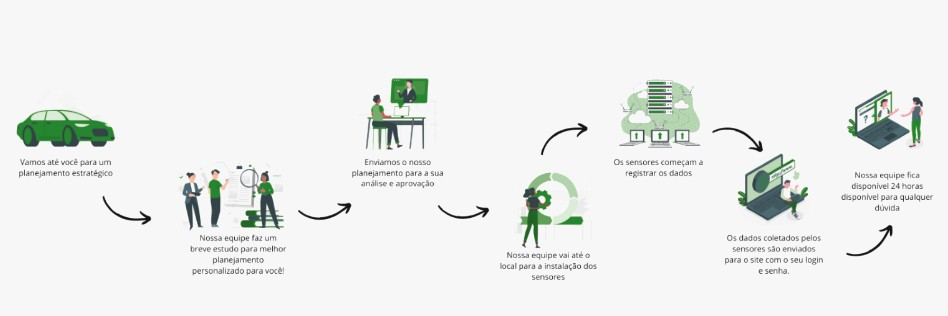 Vamos até você para um
planejamento estratégico
Nossa equipe faz um
breve estudo para melhor
planejamento
personalizado para você!
Enviamos o nosso
planejamento para a sua
análise e aprovação
Nossa equipe vai até o
local para a instalação dos
sensores
Os sensores começam a
registrar os dados
Os dados coletados pelos
sensores são enviados
para o site com o seu login
e senha.
Nossa equipe fica
disponível 24 horas
disponível para qualquer
dúvida